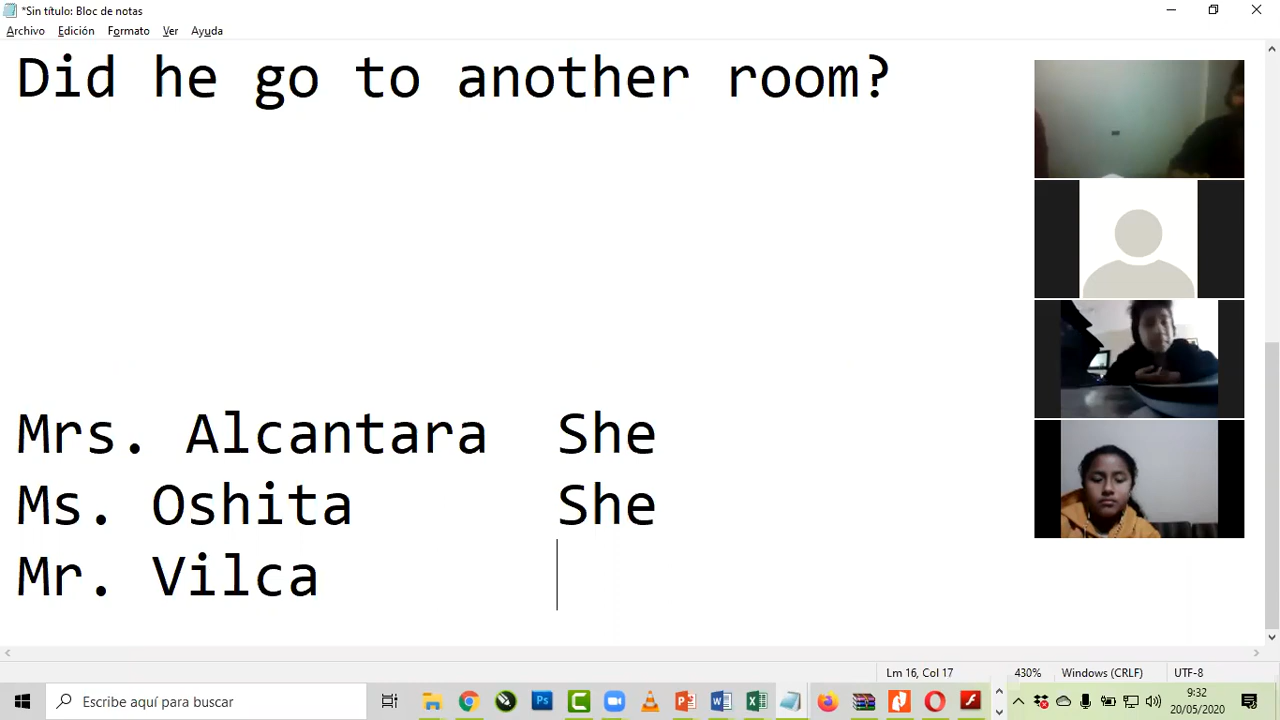 *Sin título: Bloc de notas
Archivo Edición Formato Ver Ayuda
Did he go to another room?
Mrs. Alcantara She
Ms. Oshita She
Mr. Vilca
Lm 16, Col 17 430% Windows (CRLF) UTF-8
Escribe aquí para buscar
9:32
20/05/2020